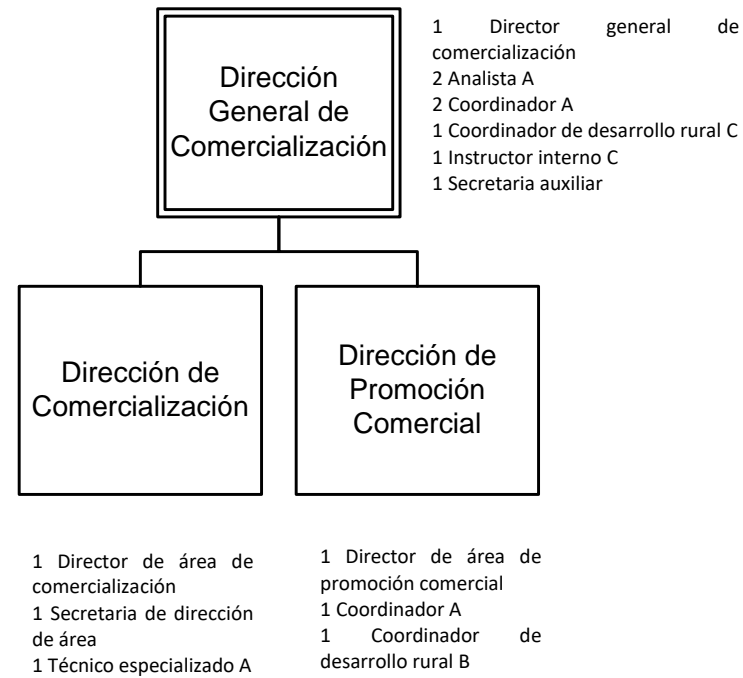 Dirección
General de
Comercialización
1 Director general de
comercialización
2 Analista A
2 Coordinador A
1 Coordinador de desarrollo rural C
1 Instructor interno C
1 Secretaria auxiliar
Dirección de
Comercialización
Dirección de
Promoción
Comercial
1 Director de área de
comercialización
1 Secretaria de dirección
de área
1 Técnico especializado A
1 Director de área de
promoción comercial
1 Coordinador A
1 Coordinador de
desarrollo rural B